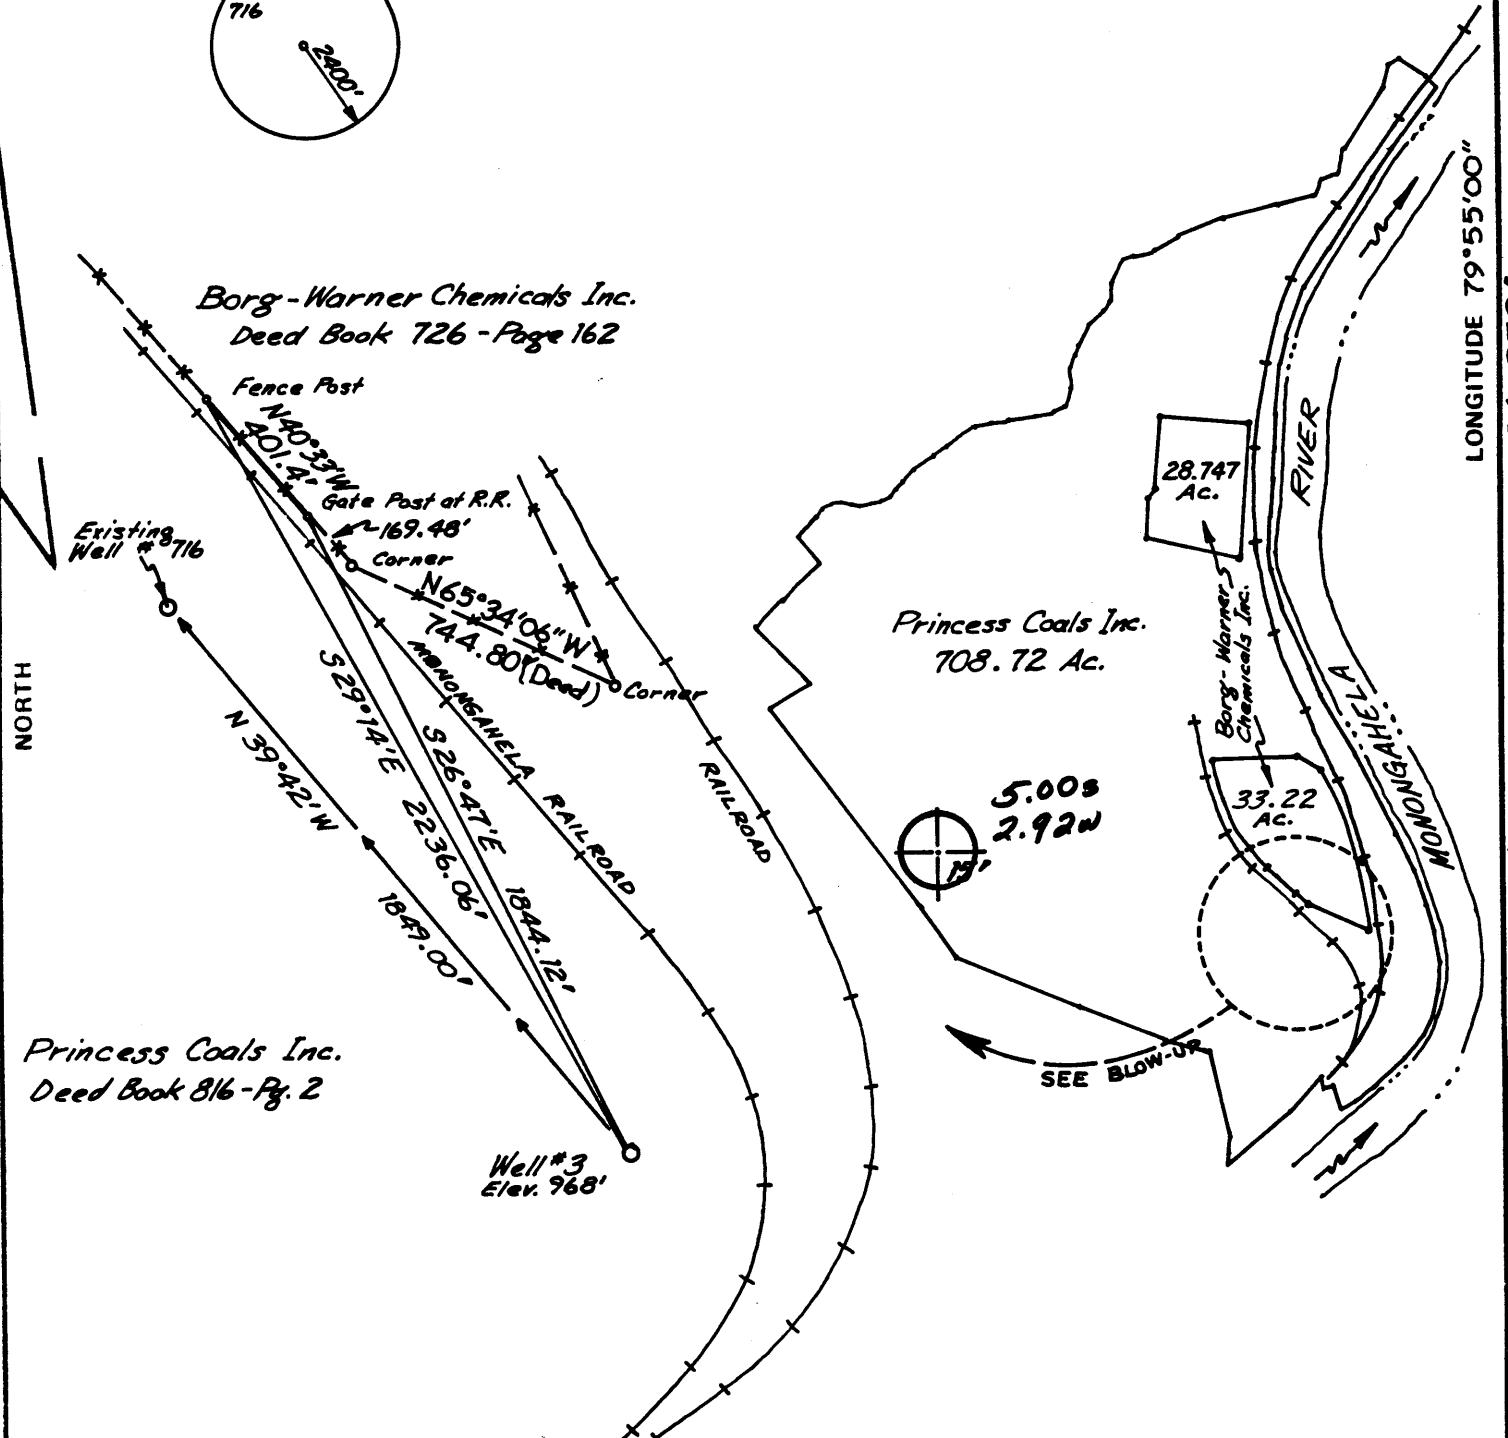 716
2400'
Borg-Warner Chemicals Inc.
Deed Book 726 - Page 162
Fence Post
N40°33'W
401.4'
Gate Post at R.R.
169.48'
Corner
Existing
Well # 716
N65°34'06"W
744.80'(Deed)
Corner
MONONGAHELA RAILROAD
RAILROAD
S29°14'E 2236.06'
S26°47'E 1844.12'
N 39°42'W
1849.00'
NORTH
Princess Coals Inc.
Deed Book 816-Pg. 2
Well #3
Elev. 968'
LONGITUDE 79°55'00"
28.747
Ac.
RIVER
Princess Coals Inc.
708.72 Ac.
Borg-Warner
Chemicals Inc.
5.00s
2.92w
15'
33.22
Ac.
MONONGAHELA
MONONGAHELA
SEE BLOW-UP